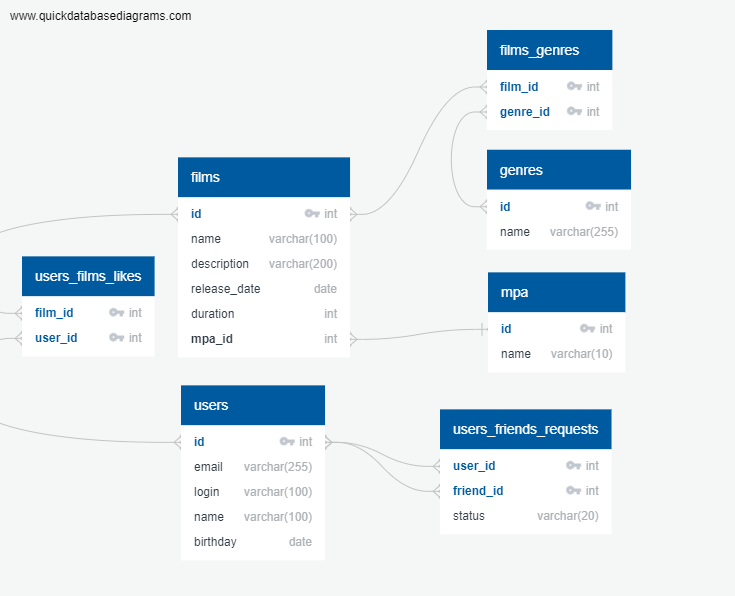 www.quickdatabasediagrams.com
films_genres
film_id int
genre_id int
genres
id int
name varchar(255)
films
id int
name varchar(100)
description varchar(200)
release_date date
duration int
mpa_id int
users_films_likes
film_id int
user_id int
mpa
id int
name varchar(10)
users
id int
email varchar(255)
login varchar(100)
name varchar(100)
birthday date
users_friends_requests
user_id int
friend_id int
status varchar(20)